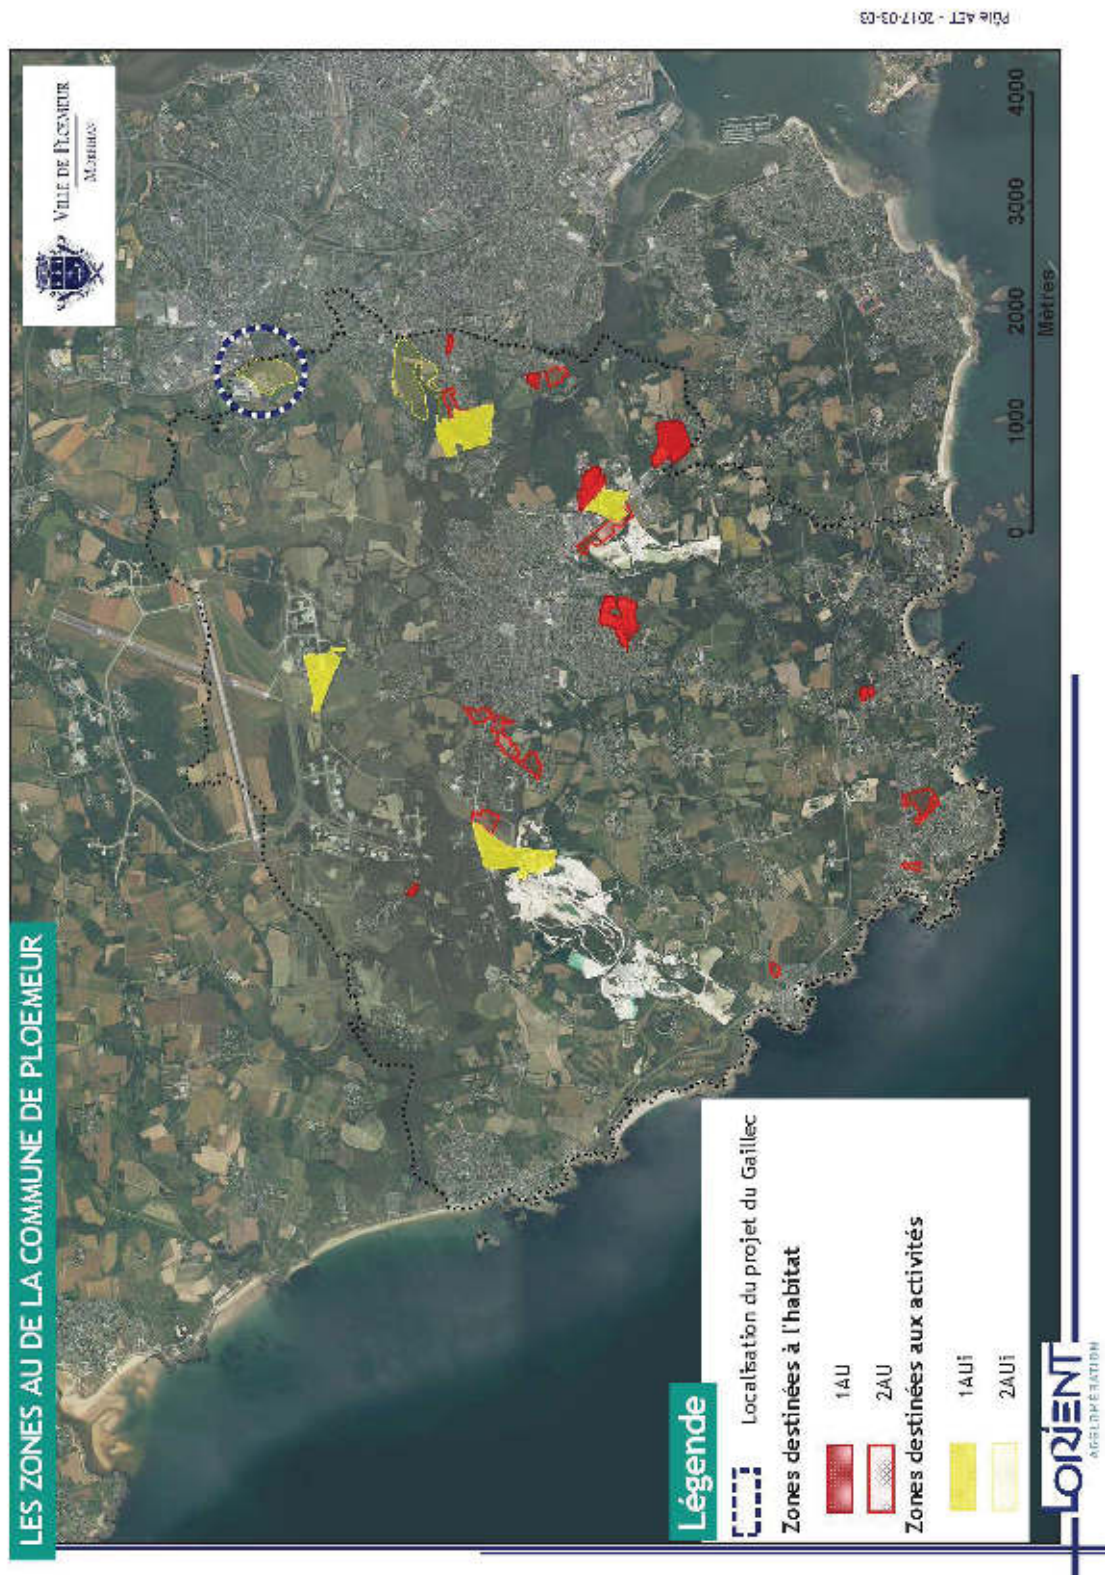 LES ZONES AU DE LA COMMUNE DE PLOEMEUR
VILLE DE PLOEMEUR
MORBIHAN
Légende
Localisation du projet du Gaillec
Zones destinées à l'habitat
1AU
2AU
Zones destinées aux activités
1AUi
2AUi
0 1000 2000 3000 4000
Mètres
LORIENT
AGGLOMÉRATION
Pôle AET - 2017-03-03